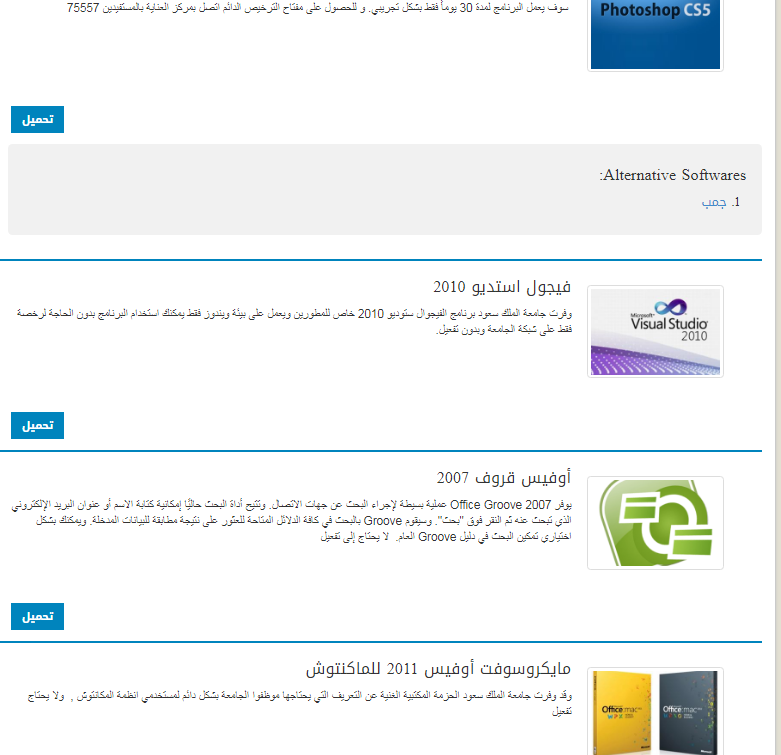 سوف يعمل البرنامج لمدة 30 يوماً فقط بشكل تجريبي. و للحصول على مفتاح الترخيص الدائم اتصل بمركز العناية بالمستفيدين 75557
Photoshop CS5
تحميل
Alternative Softwares:
1. جمب
فيجول استديو 2010
وفرت جامعة الملك سعود برنامج الفيجوال ستوديو 2010 خاص للمطورين ويعمل على بيئة ويندوز فقط يمكنك استخدام البرنامج بدون الحاجة لرخصة
فقط على شبكة الجامعة وبدون تفعيل.
Microsoft
Visual Studio
2010
تحميل
أوفيس قروف 2007
يوفر Office Groove 2007 عملية بسيطة لإجراء البحث عن جهات الاتصال. وتتيح أداة البحث حاليًا إمكانية كتابة الاسم أو عنوان البريد الإلكتروني
الذي تبحث عنه ثم النقر فوق "بحث". وسيقوم Groove بالبحث في كافة الدلائل المتاحة للعثور على نتيجة مطابقة للبيانات المدخلة. ويمكنك بشكل
اختياري تمكين البحث في دليل Groove العام. لا يحتاج إلى تفعيل
تحميل
مايكروسوفت أوفيس 2011 للماكنتوش
وقد وفرت جامعة الملك سعود الحزمة المكتبية الغنية عن التعريف التي يحتاجها موظفوا الجامعة بشكل دائم لمستخدمي انظمة المكانتوش , ولا يحتاج
تفعيل
Office:mac
Office:mac